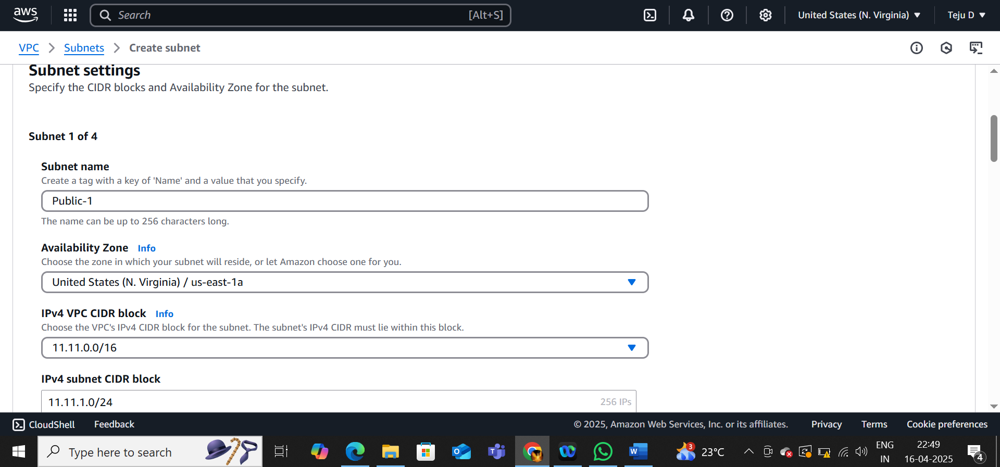 aws
Search [Alt+S]
United States (N. Virginia) Teju D
VPC Subnets Create subnet
Subnet settings
Specify the CIDR blocks and Availability Zone for the subnet.
Subnet 1 of 4
Subnet name
Create a tag with a key of 'Name' and a value that you specify.
Public-1
The name can be up to 256 characters long.
Availability Zone Info
Choose the zone in which your subnet will reside, or let Amazon choose one for you.
United States (N. Virginia) / us-east-1a
IPv4 VPC CIDR block Info
Choose the VPC's IPv4 CIDR block for the subnet. The subnet's IPv4 CIDR must lie within this block.
11.11.0.0/16
IPv4 subnet CIDR block
11.11.1.0/24 256 IPs
CloudShell Feedback © 2025, Amazon Web Services, Inc. or its affiliates. Privacy Terms Cookie preferences
Type here to search 3 23°C ENG 22:49
IN 16-04-2025 4